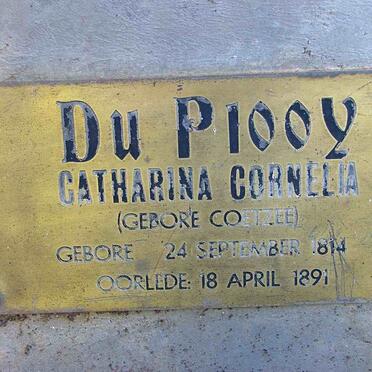 Du Plooy
CATHARINA CORNELIA
(GEBORE COETZEE)
GEBORE 24 SEPTEMBER 1814
OORLEDE: 18 APRIL 1891